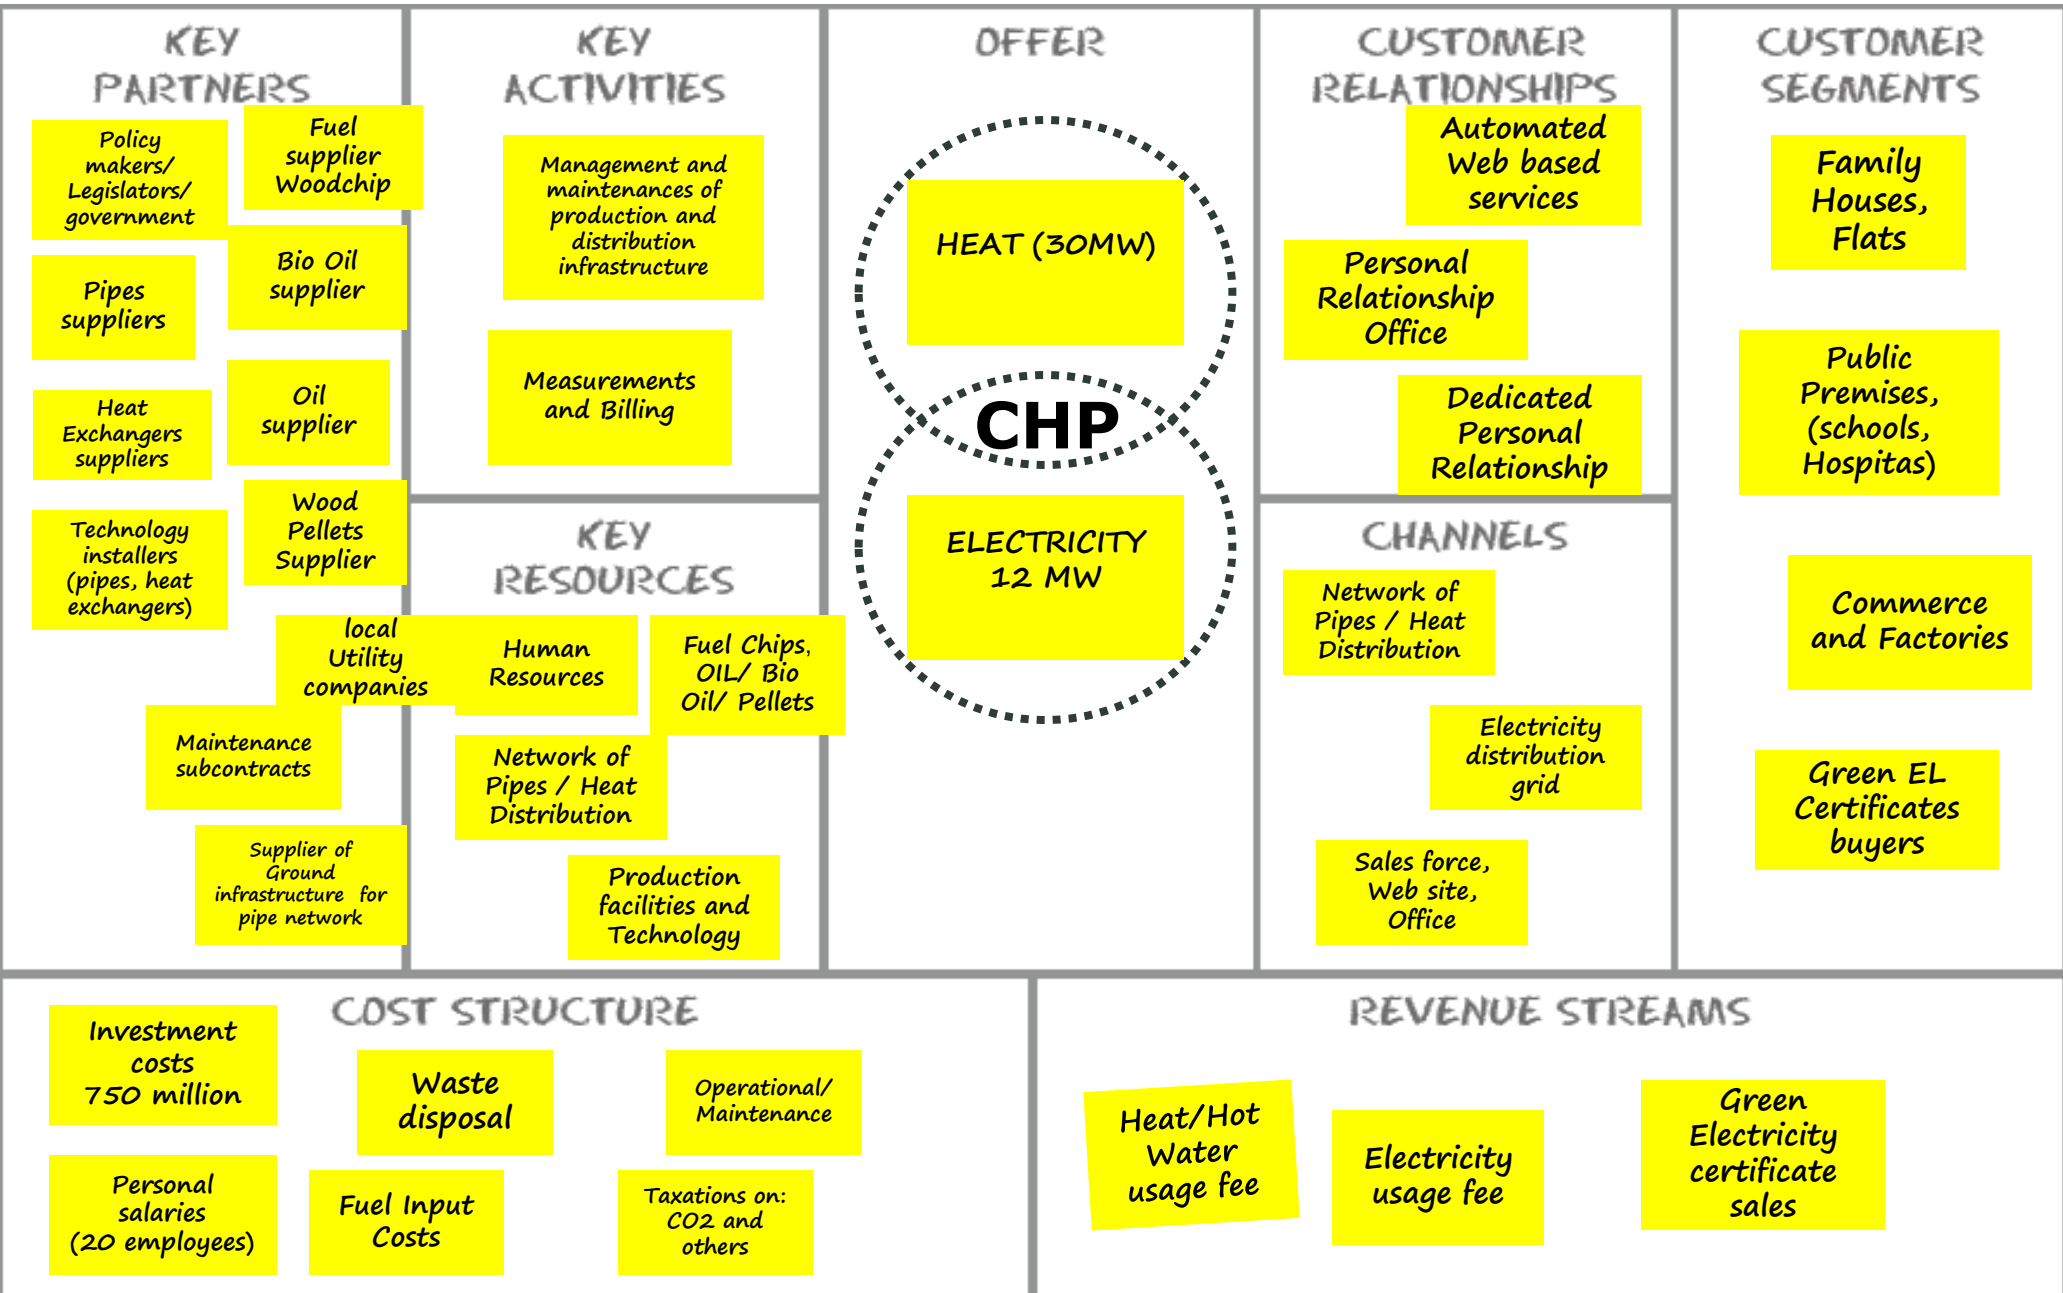 KEY
PARTNERS
Policy
makers/
Legislators/
government
Fuel
supplier
Woodchip
Pipes
suppliers
Bio Oil
supplier
Heat
Exchangers
suppliers
Oil
supplier
Technology
installers
(pipes, heat
exchangers)
Wood
Pellets
Supplier
local
Utility
companies
Maintenance
subcontracts
Supplier of
Ground
infrastructure for
pipe network
KEY
ACTIVITIES
Management and
maintenances of
production and
distribution
infrastructure
Measurements
and Billing
KEY
RESOURCES
Human
Resources
Fuel Chips,
OIL/ Bio
Oil/ Pellets
Network of
Pipes / Heat
Distribution
Production
facilities and
Technology
OFFER
HEAT (30MW)
CHP
ELECTRICITY
12 MW
CUSTOMER
RELATIONSHIPS
Automated
Web based
services
Personal
Relationship
Office
Dedicated
Personal
Relationship
CHANNELS
Network of
Pipes / Heat
Distribution
Electricity
distribution
grid
Sales force,
Web site,
Office
CUSTOMER
SEGMENTS
Family
Houses,
Flats
Public
Premises,
(schools,
Hospitas)
Commerce
and Factories
Green EL
Certificates
buyers
COST STRUCTURE
Investment
costs
750 million
Waste
disposal
Operational/
Maintenance
Personal
salaries
(20 employees)
Fuel Input
Costs
Taxations on:
CO2 and
others
REVENUE STREAMS
Heat/Hot
Water
usage fee
Electricity
usage fee
Green
Electricity
certificate
sales